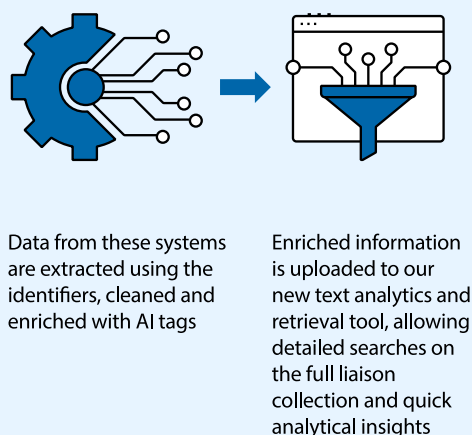 Data from these systems
are extracted using the
identifiers, cleaned and
enriched with AI tags
Enriched information
is uploaded to our
new text analytics and
retrieval tool, allowing
detailed searches on
the full liaison
collection and quick
analytical insights